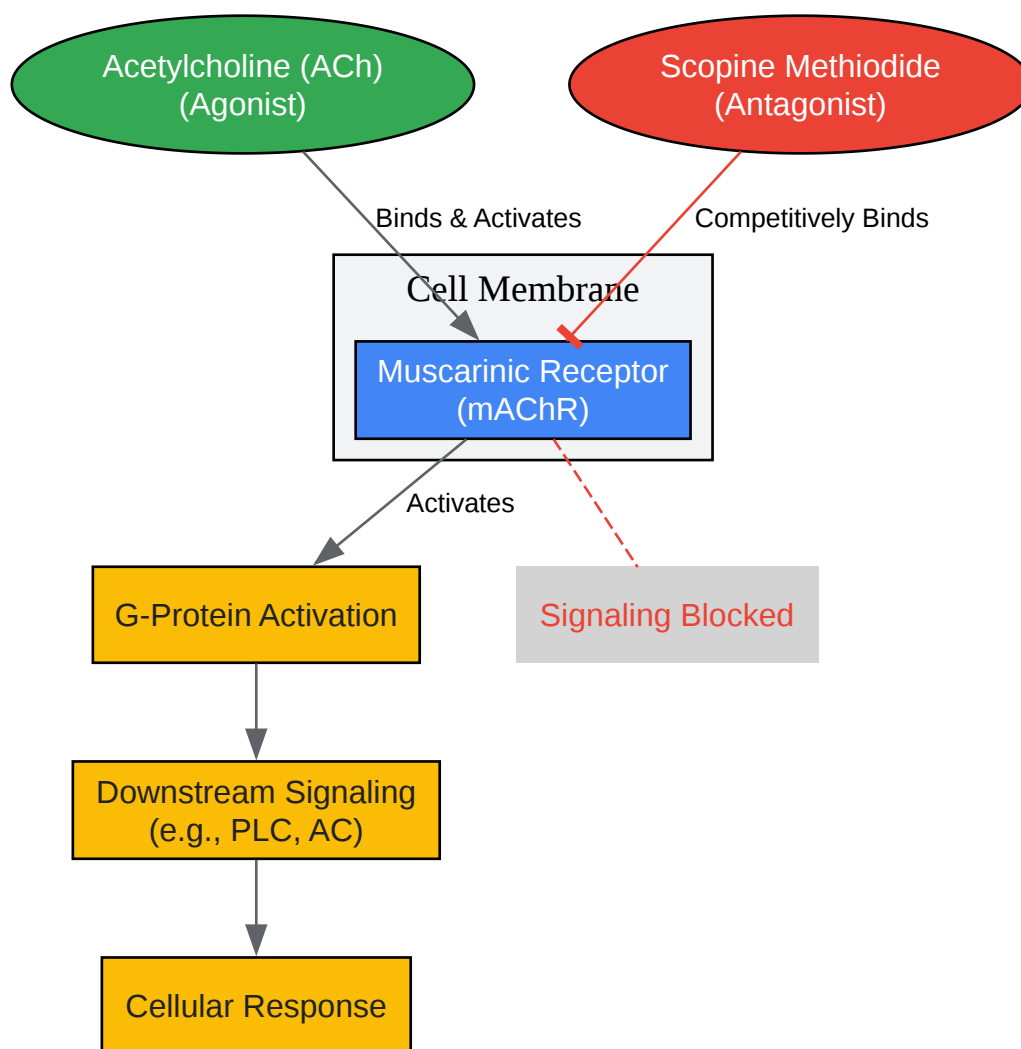 Acetylcholine (ACh)
(Agonist)
Scopine Methiodide
(Antagonist)
Binds & Activates
Competitively Binds
Cell Membrane
Muscarinic Receptor
(mAChR)
Activates
G-Protein Activation
Signaling Blocked
Downstream Signaling
(e.g., PLC, AC)
Cellular Response